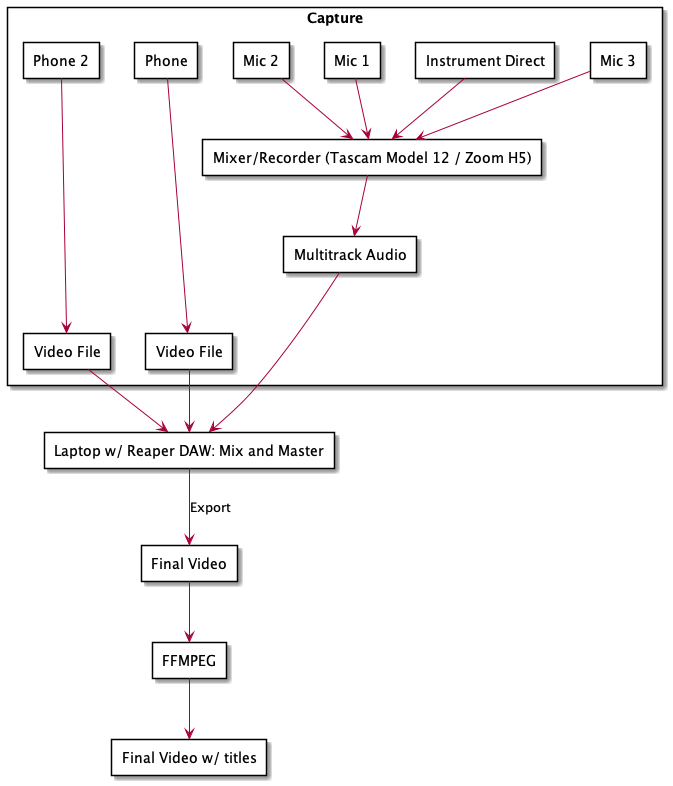 Capture
Phone 2
Phone
Mic 2
Mic 1
Instrument Direct
Mic 3
Mixer/Recorder (Tascam Model 12 / Zoom H5)
Multitrack Audio
Video File
Video File
Laptop w/ Reaper DAW: Mix and Master
Export
Final Video
FFMPEG
Final Video w/ titles